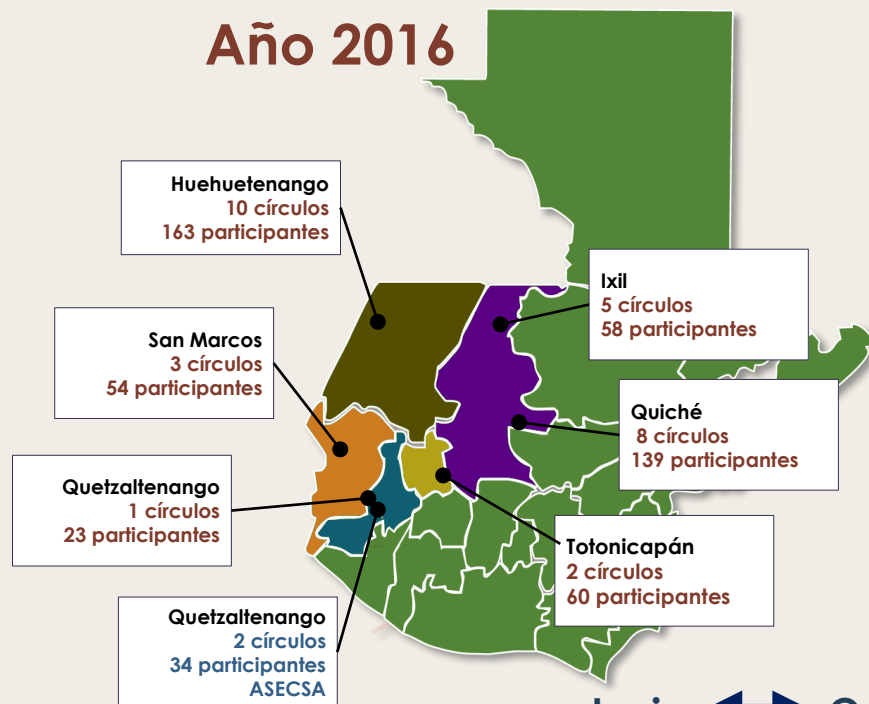 Año 2016
Huehuetenango
10 círculos
163 participantes
San Marcos
3 círculos
54 participantes
Quetzaltenango
1 círculos
23 participantes
Quetzaltenango
2 círculos
34 participantes
ASECSA
Ixil
5 círculos
58 participantes
Quiché
8 círculos
139 participantes
Totonicapán
2 círculos
60 participantes